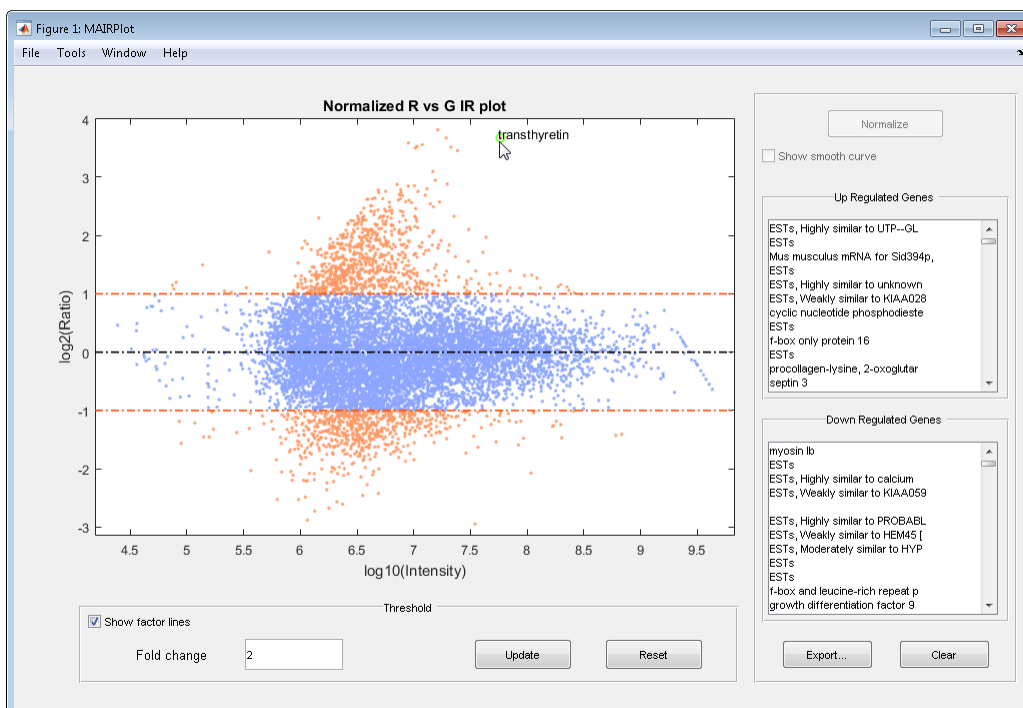 Figure 1: MAIRPlot
File Tools Window Help
Normalized R vs G IR plot
transthyretin
4
3
2
1
0
-1
-2
-3
log2(Ratio)
4.5 5 5.5 6 6.5 7 7.5 8 8.5 9 9.5
log10(Intensity)
Threshold
Show factor lines
Fold change 2 Update Reset
Normalize
Show smooth curve
Up Regulated Genes
ESTs, Highly similar to UTP--GL
ESTs
Mus musculus mRNA for Sid394p,
ESTs
ESTs, Highly similar to unknown
ESTs, Weakly similar to KIAA028
cyclic nucleotide phosphodieste
ESTs
f-box only protein 16
ESTs
procollagen-lysine, 2-oxoglutar
septin 3
Down Regulated Genes
myosin Ib
ESTs
ESTs, Highly similar to calcium
ESTs, Weakly similar to KIAA059
ESTs, Highly similar to PROBABL
ESTs, Weakly similar to HEM45 [
ESTs, Moderately similar to HYP
ESTs
ESTs
f-box and leucine-rich repeat p
growth differentiation factor 9
Export... Clear